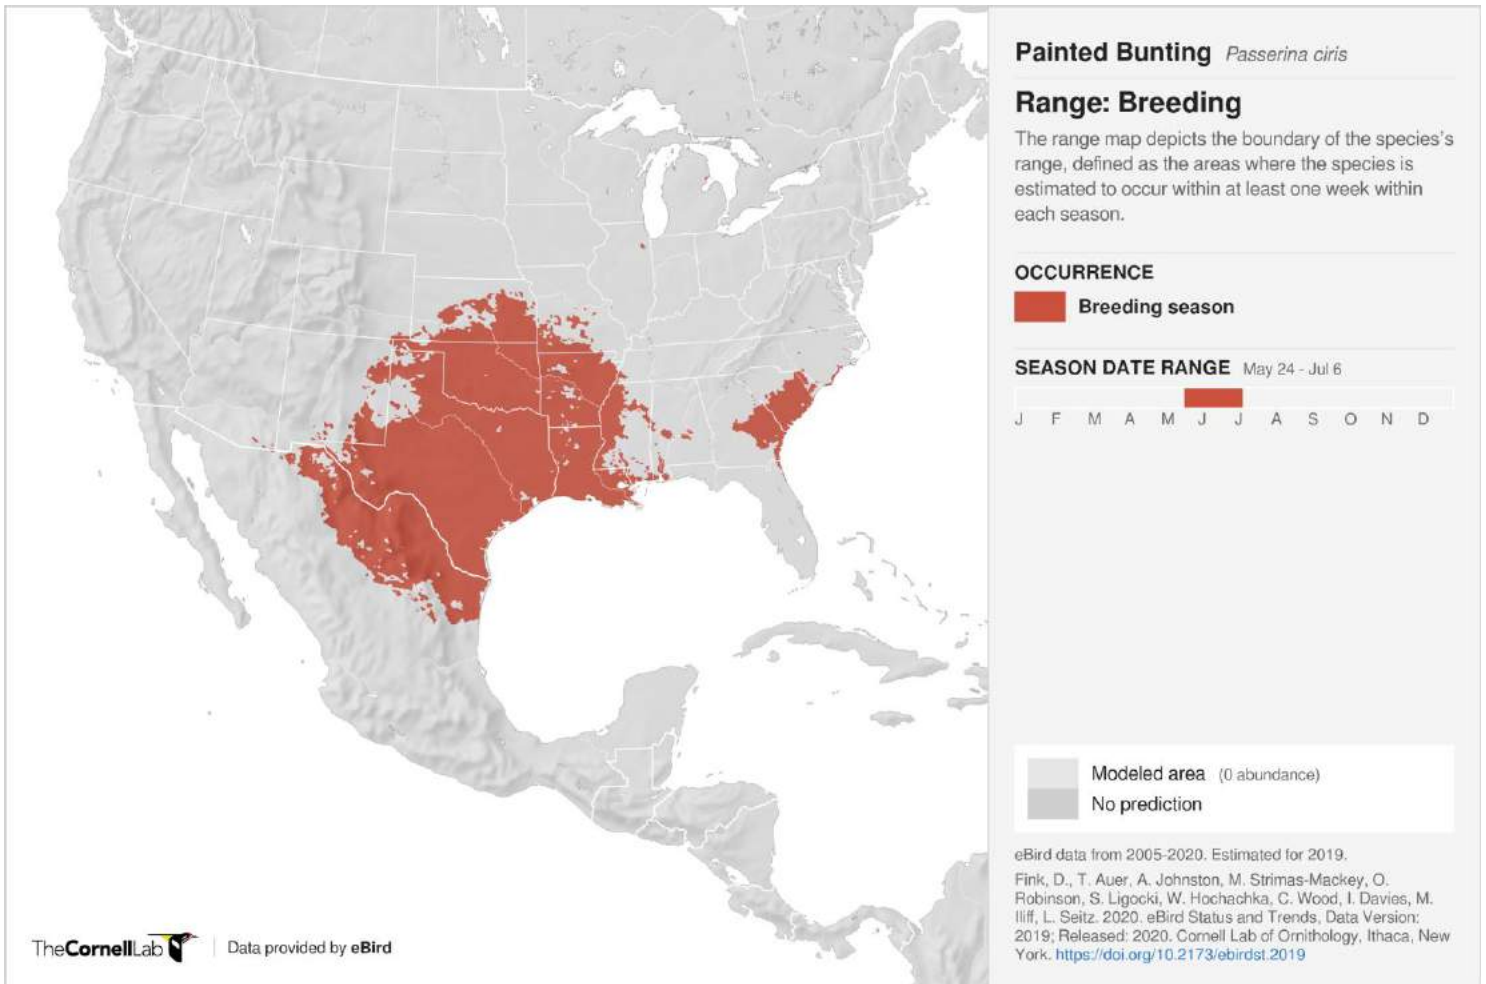 Painted Bunting Passerina ciris
Range: Breeding
The range map depicts the boundary of the species's
range, defined as the areas where the species is
estimated to occur within at least one week within
each season.
OCCURRENCE
Breeding season
SEASON DATE RANGE May 24 - Jul 6
J F M A M J J A S O N D
Modeled area (0 abundance)
No prediction
eBird data from 2005-2020. Estimated for 2019.
Fink, D., T. Auer, A. Johnston, M. Strimas-Mackey, O.
Robinson, S. Ligocki, W. Hochachka, C. Wood, I. Davies, M.
Iliff, L. Seitz. 2020. eBird Status and Trends, Data Version:
2019; Released: 2020. Cornell Lab of Ornithology, Ithaca, New
York. https://doi.org/10.2173/ebirdst.2019
TheCornellLab Data provided by eBird